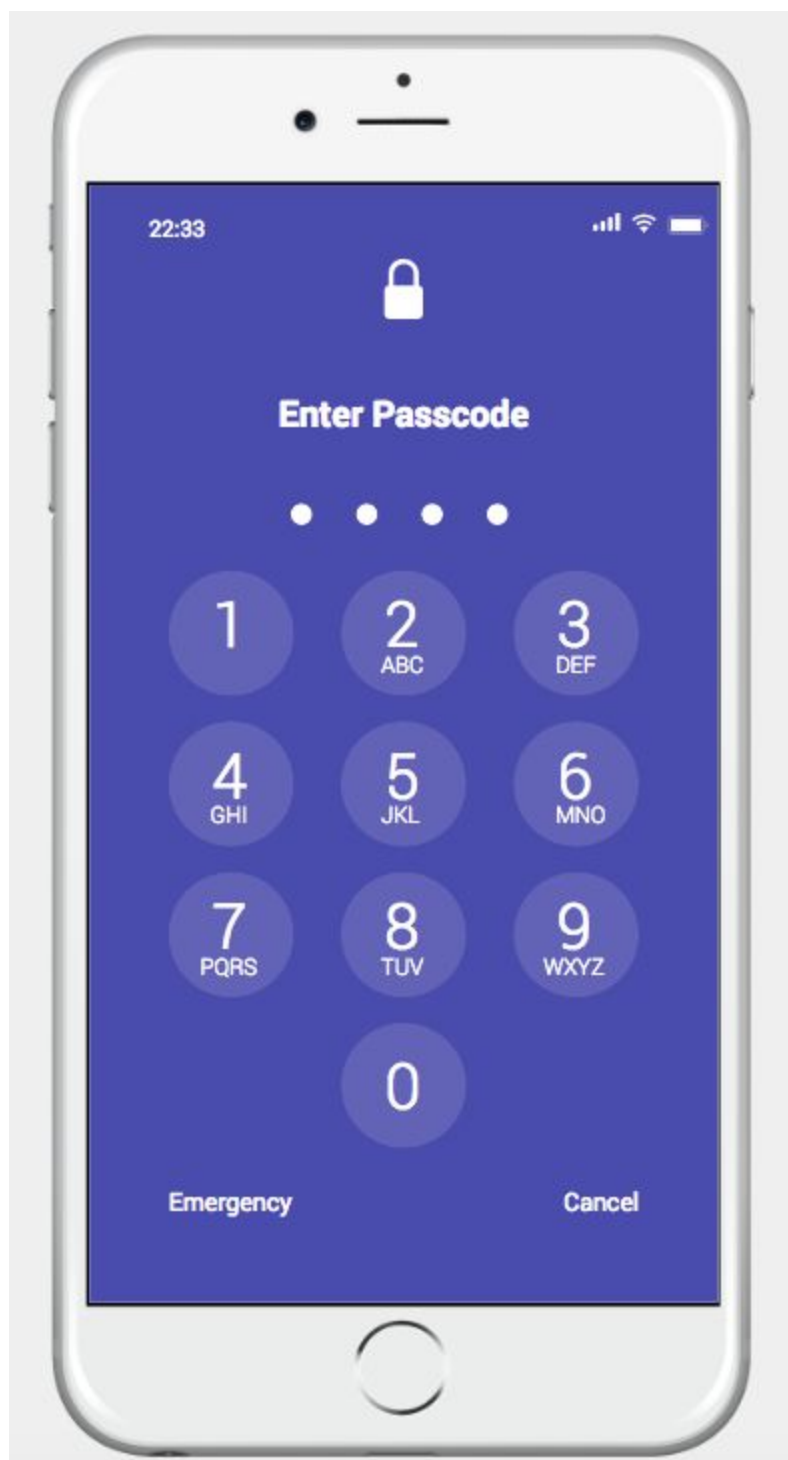 22:33
Enter Passcode
1 2 3
ABC DEF
4 5 6
GHI JKL MNO
7 8 9
PQRS TUV WXYZ
0
Emergency Cancel